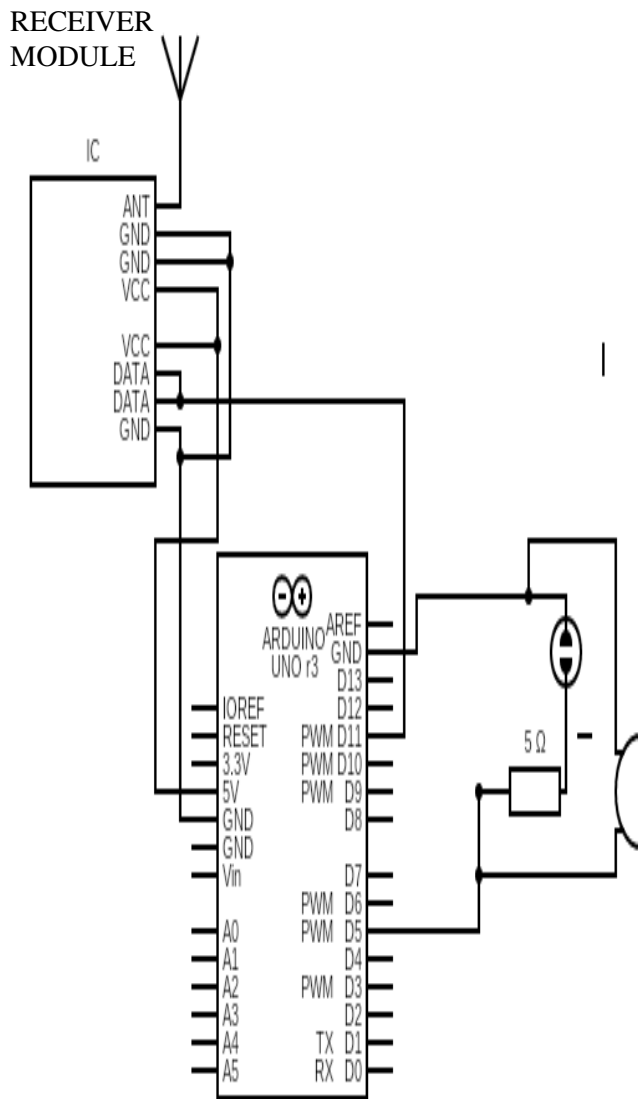 RECEIVER
MODULE
IC
ANT
GND
GND
VCC
VCC
DATA
DATA
GND
ARDUINO
UNO r3
IOREF
RESET
3.3V
5V
GND
GND
Vin
A0
A1
A2
A3
A4
A5
AREF
GND
D13
D12
PWM D11
PWM D10
PWM D9
D8
D7
PWM D6
PWM D5
D4
PWM D3
D2
TX D1
RX D0
5 Ω